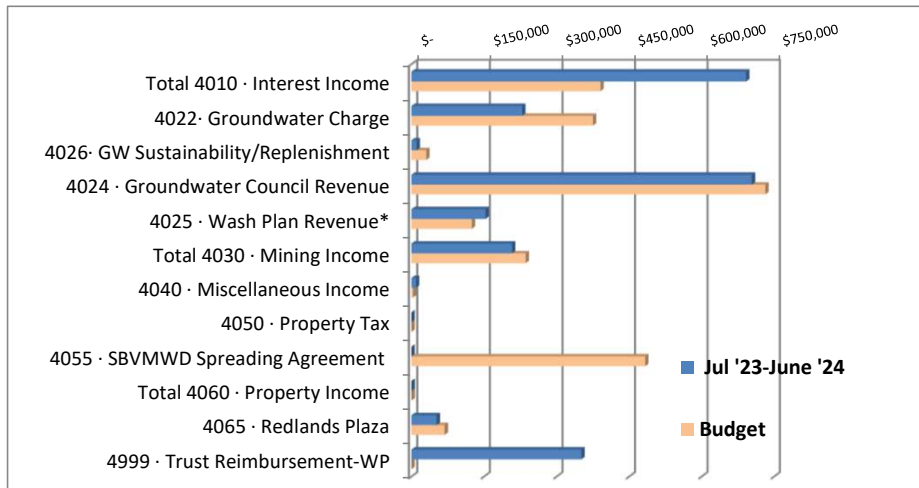 $- $150,000 $300,000 $450,000 $600,000 $750,000
Total 4010 · Interest Income
4022· Groundwater Charge
4026· GW Sustainability/Replenishment
4024 · Groundwater Council Revenue
4025 · Wash Plan Revenue*
Total 4030 · Mining Income
4040 · Miscellaneous Income
4050 · Property Tax
4055 · SBVMWD Spreading Agreement
Total 4060 · Property Income
4065 · Redlands Plaza
4999 · Trust Reimbursement-WP
Jul '23-June '24
Budget